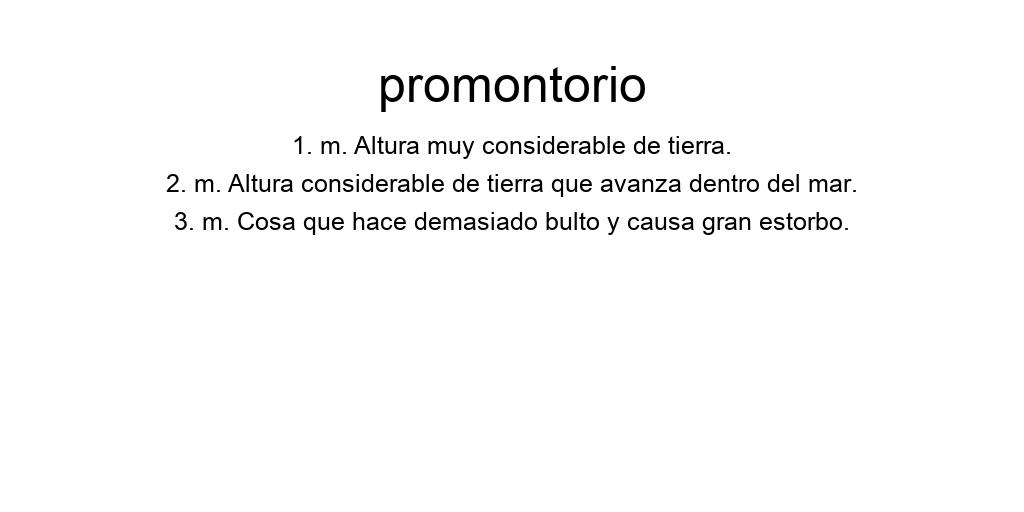 promontorio
1. m. Altura muy considerable de tierra.
2. m. Altura considerable de tierra que avanza dentro del mar.
3. m. Cosa que hace demasiado bulto y causa gran estorbo.